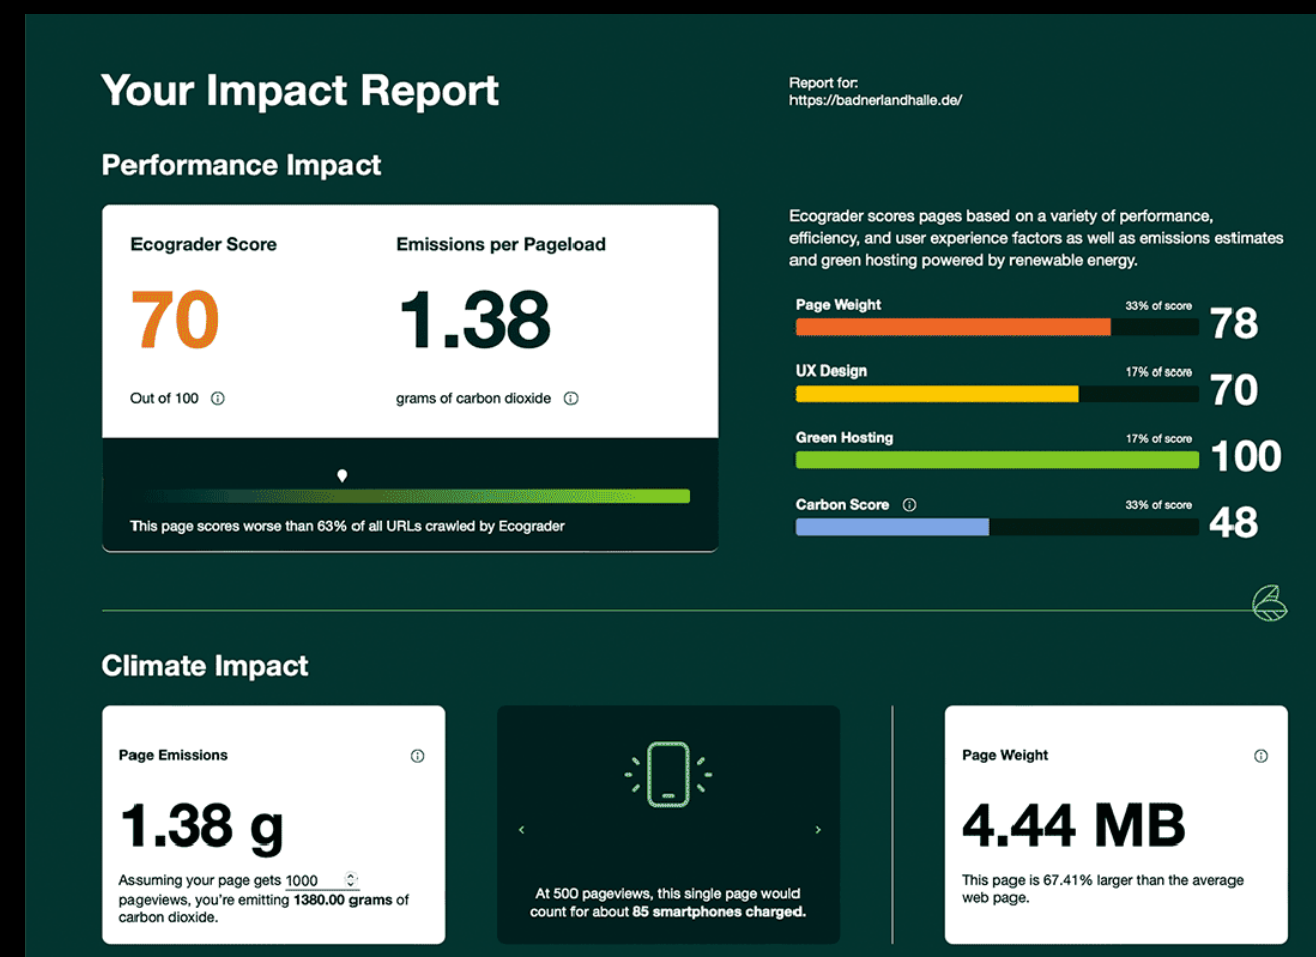 Your Impact Report
Report for:
https://badnerlandhalle.de/
Performance Impact
Ecograder Score
70
Out of 100
Emissions per Pageload
1.38
grams of carbon dioxide
This page scores worse than 63% of all URLs crawled by Ecograder
Ecograder scores pages based on a variety of performance,
efficiency, and user experience factors as well as emissions estimates
and green hosting powered by renewable energy.
Page Weight 33% of score 78
UX Design 17% of score 70
Green Hosting 17% of score 100
Carbon Score 33% of score 48
Climate Impact
Page Emissions
1.38 g
Assuming your page gets 1000
pageviews, you're emitting 1380.00 grams of
carbon dioxide.
At 500 pageviews, this single page would
count for about 85 smartphones charged.
Page Weight
4.44 MB
This page is 67.41% larger than the average
web page.